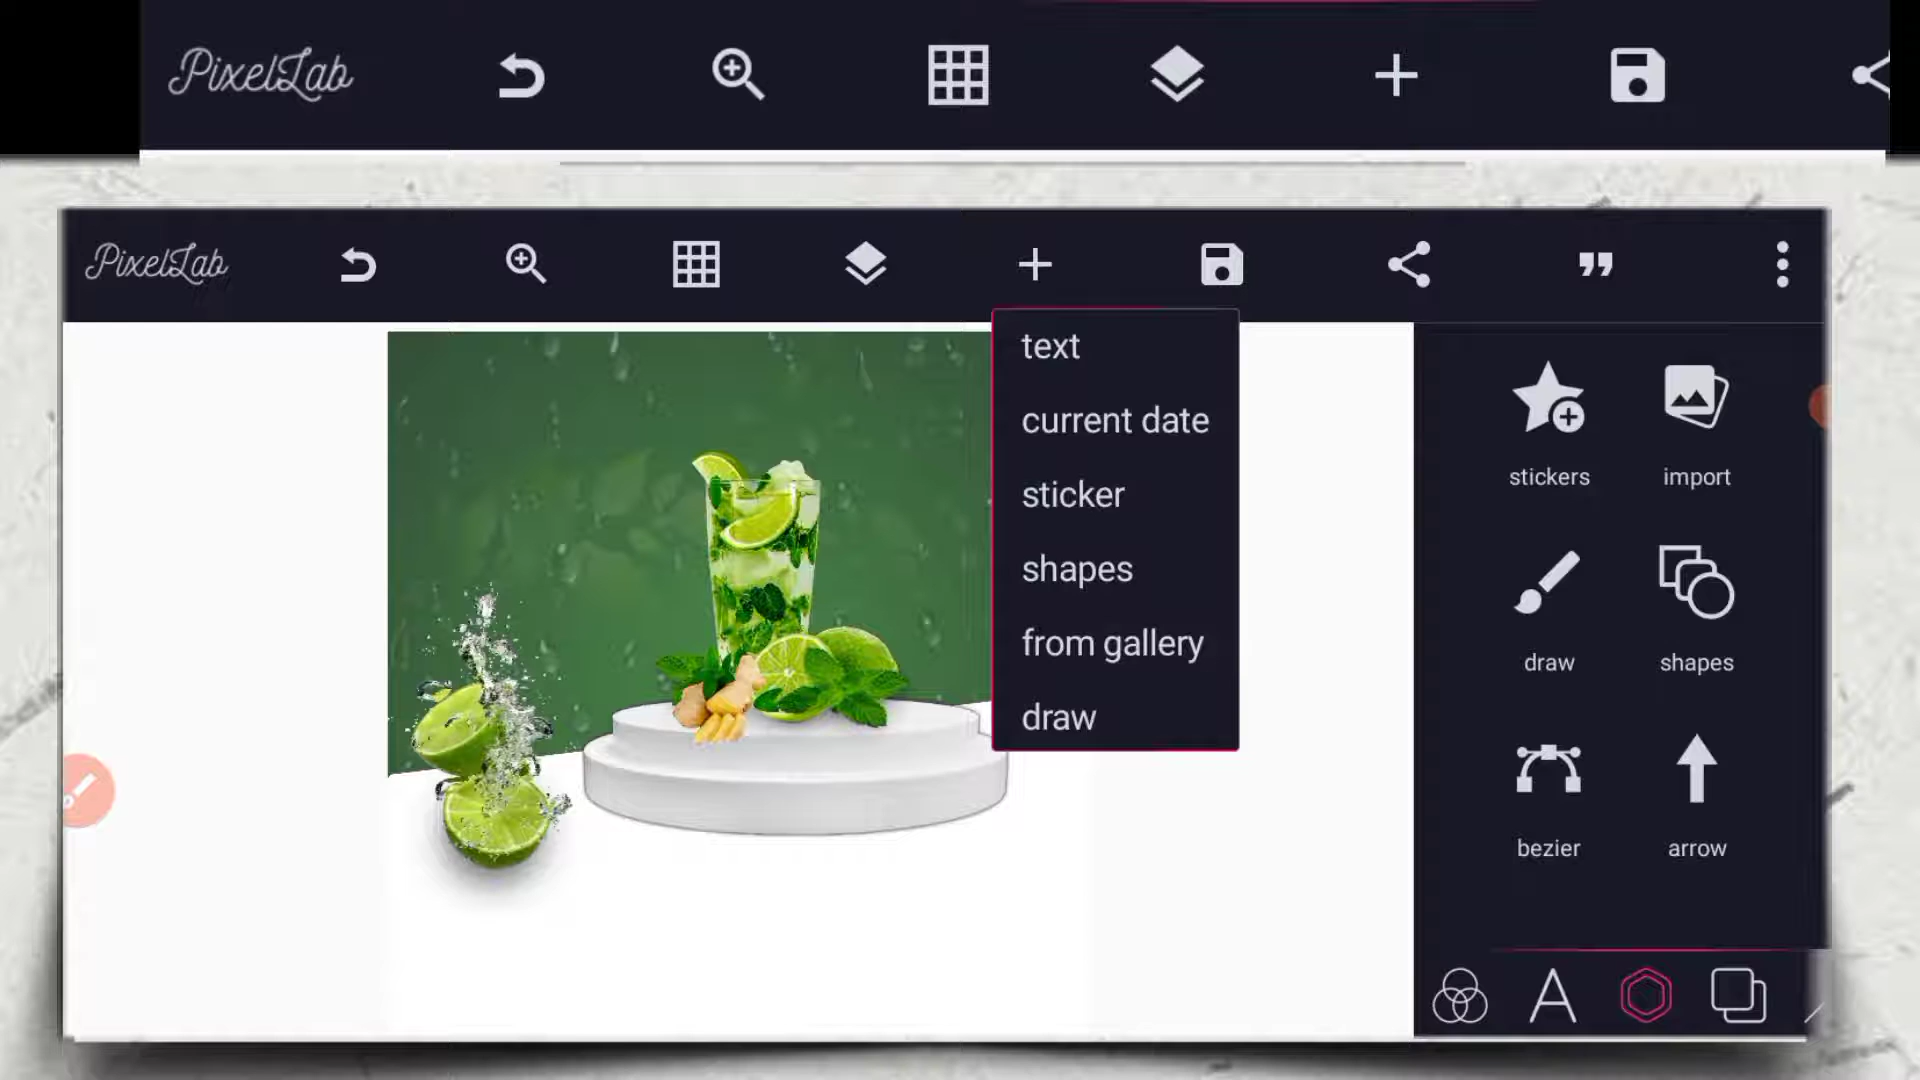 PixelLab
PixelLab
text
current date
sticker
shapes
from gallery
draw
stickers
import
draw
shapes
bezier
arrow